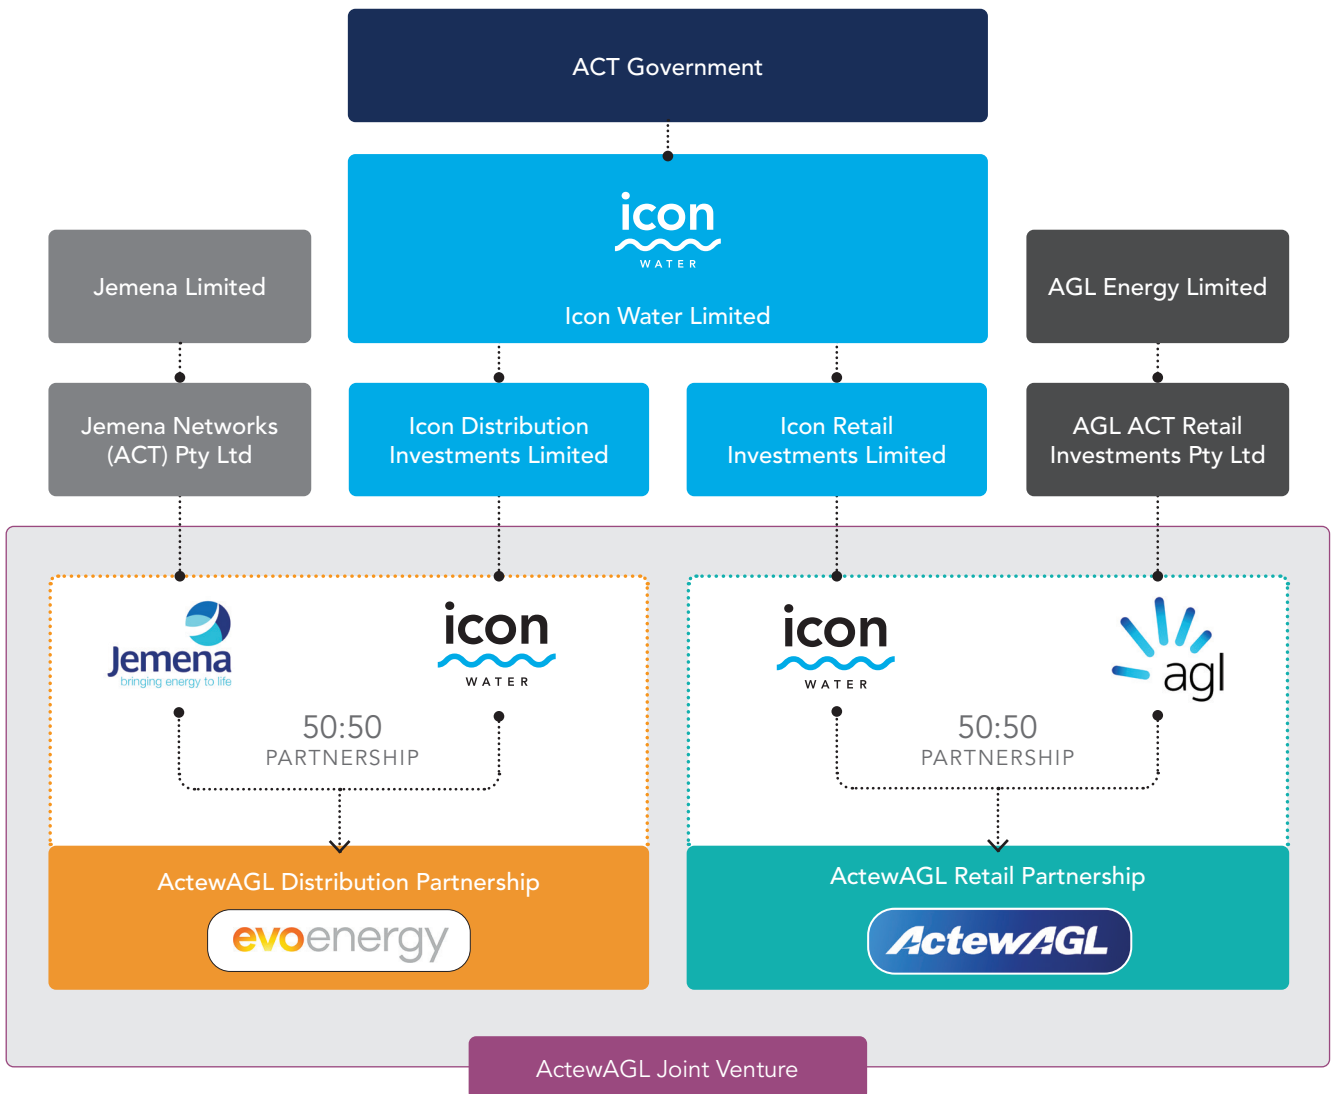 ACT Government
icon
WATER
Icon Water Limited
Jemena Limited
AGL Energy Limited
Jemena Networks
(ACT) Pty Ltd
Icon Distribution
Investments Limited
Icon Retail
Investments Limited
AGL ACT Retail
Investments Pty Ltd
Jemena
bringing energy to life
icon
WATER
50:50
PARTNERSHIP
icon
WATER
agl
50:50
PARTNERSHIP
ActewAGL Distribution Partnership
evoenergy
ActewAGL Retail Partnership
ActewAGL
ActewAGL Joint Venture